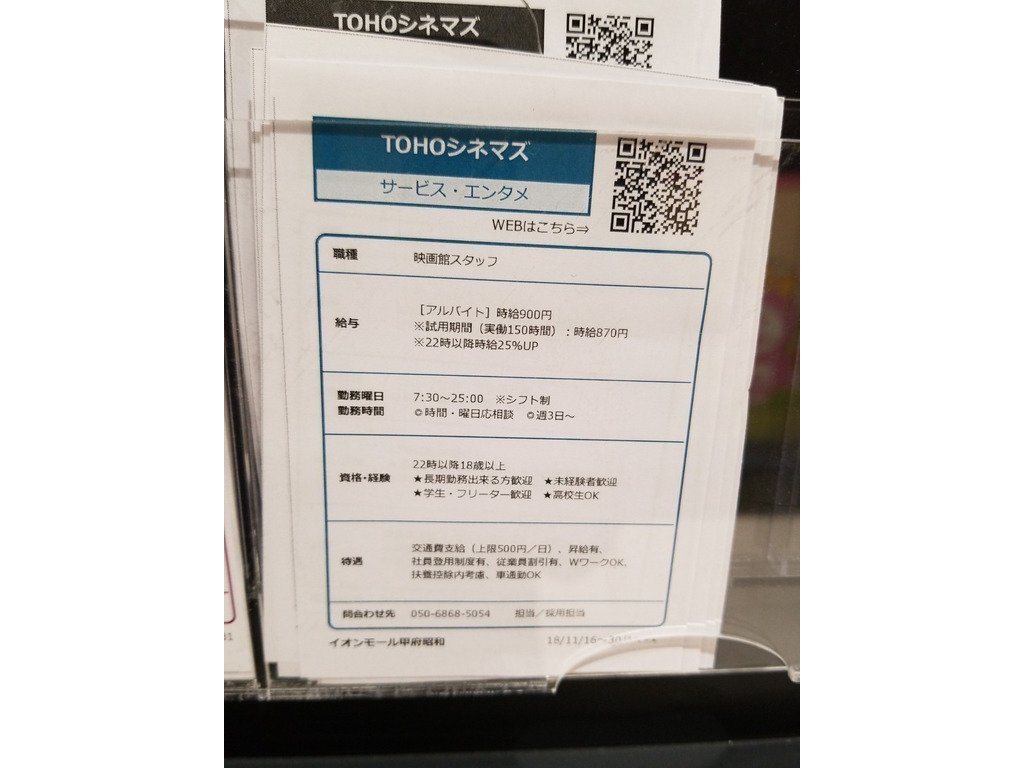 TOHOシネマズ
TOHOシネマズ
サービス・エンタメ
WEBはこちら⇒
職種 映画館スタッフ
給与 [アルバイト] 時給900円
※試用期間（実働150時間）：時給870円
※22時以降時給25%UP
勤務曜日 7:30～25:00 ※シフト制
勤務時間 ◎時間・曜日応相談 ◎週3日～
資格・経験 22時以降18歳以上
★長期勤務出来る方歓迎 ★未経験者歓迎
★学生・フリーター歓迎 ★高校生OK
待遇 交通費支給（上限500円／日）、昇給有、
社員登用制度有、従業員割引有、WワークOK、
扶養控除内考慮、車通勤OK
問合わせ先 050-6868-5054 担当／採用担当
イオンモール甲府昭和 18/11/16～30